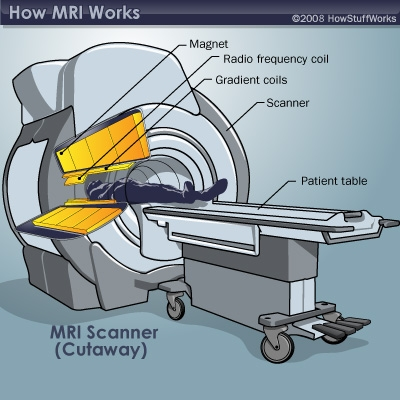 How MRI Works
©2008 HowStuffWorks
Magnet
Radio frequency coil
Gradient coils
Scanner
Patient table
MRI Scanner
(Cutaway)